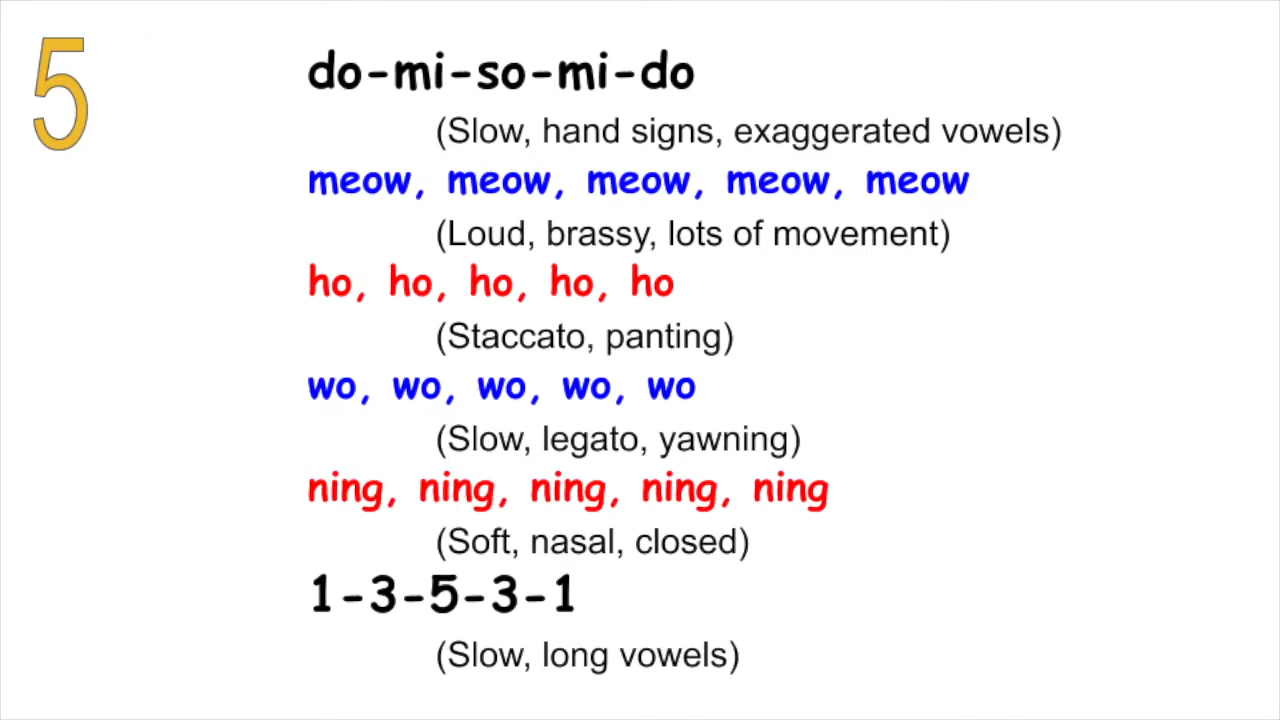 5
do-mi-so-mi-do
(Slow, hand signs, exaggerated vowels)
meow, meow, meow, meow, meow
(Loud, brassy, lots of movement)
ho, ho, ho, ho, ho
(Staccato, panting)
wo, wo, wo, wo, wo
(Slow, legato, yawning)
ning, ning, ning, ning, ning
(Soft, nasal, closed)
1-3-5-3-1
(Slow, long vowels)